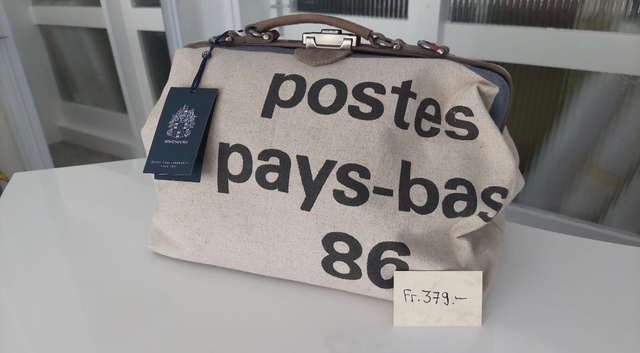 postes
pays-bas
86
Fr. 379.–